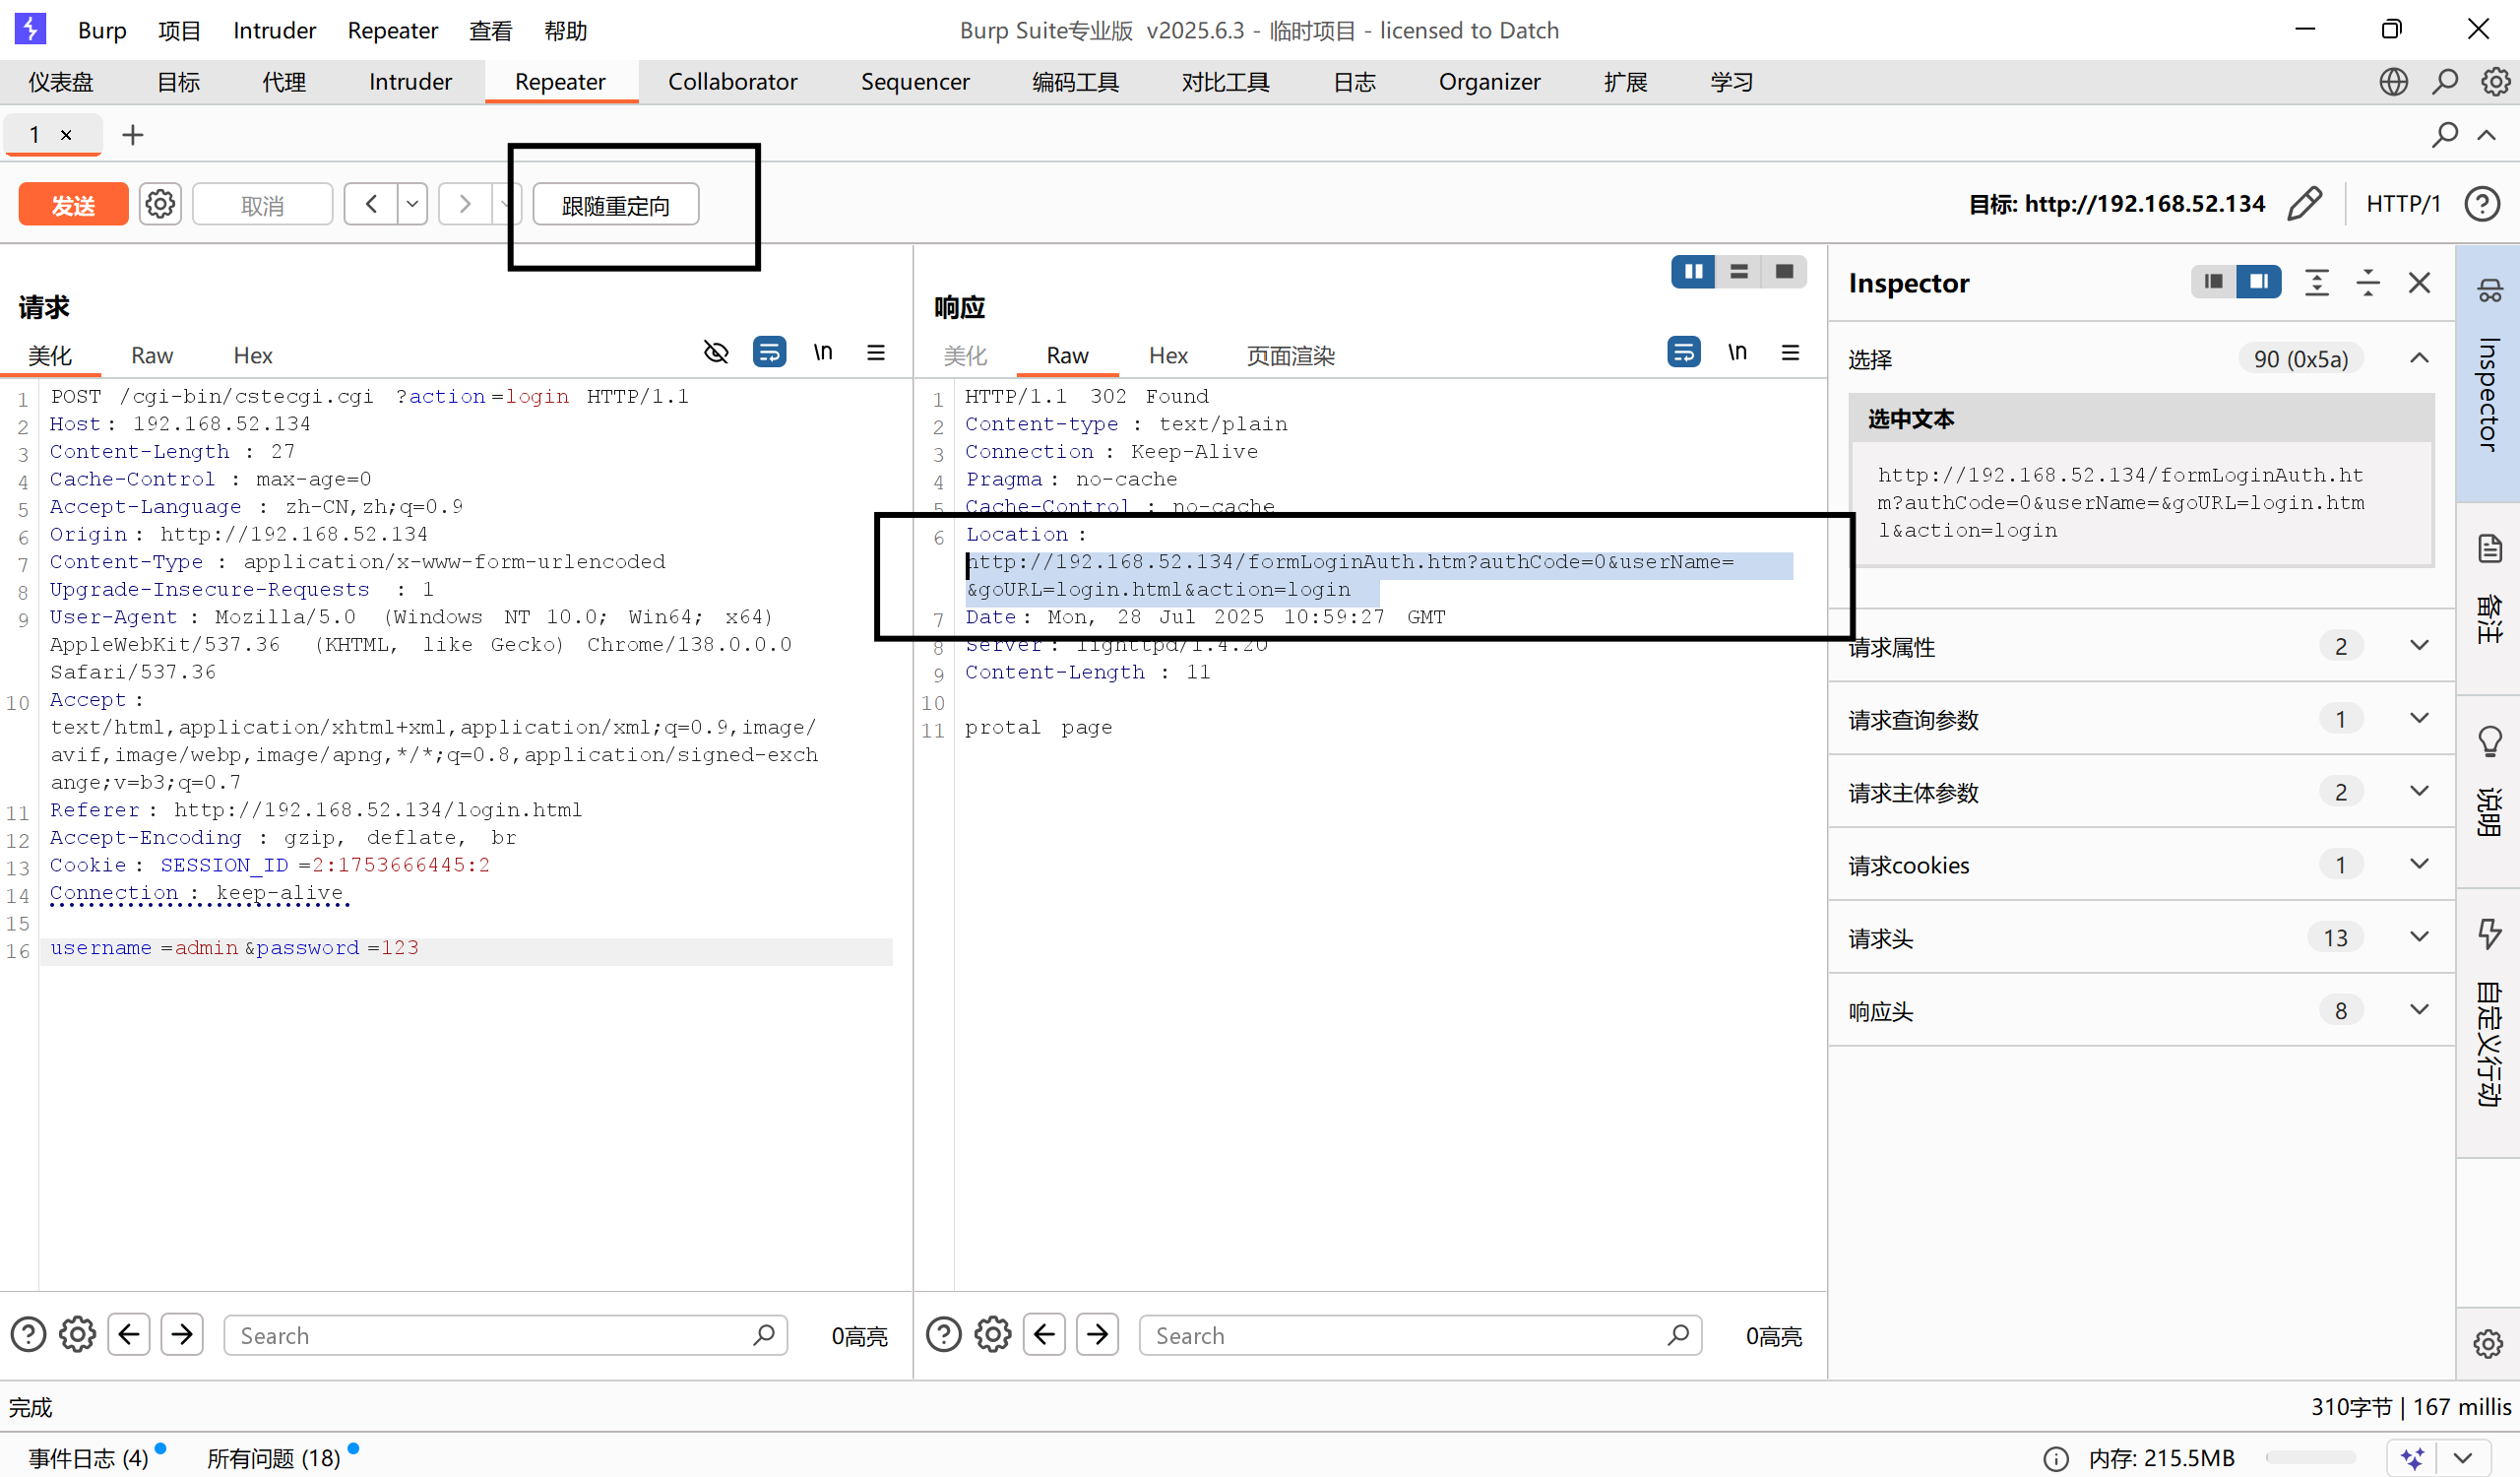 Burp 项目 Intruder Repeater 查看 帮助 Burp Suite专业版 v2025.6.3 - 临时项目 - licensed to Datch
仪表盘 目标 代理 Intruder Repeater Collaborator Sequencer 编码工具 对比工具 日志 Organizer 扩展 学习
1 × +
发送 取消 跟随重定向 目标: http://192.168.52.134 HTTP/1
请求
美化 Raw Hex \n
1 POST /cgi-bin/cstecgi.cgi ?action=login HTTP/1.1
2 Host: 192.168.52.134
3 Content-Length : 27
4 Cache-Control : max-age=0
5 Accept-Language : zh-CN,zh;q=0.9
6 Origin: http://192.168.52.134
7 Content-Type : application/x-www-form-urlencoded
8 Upgrade-Insecure-Requests : 1
9 User-Agent : Mozilla/5.0 (Windows NT 10.0; Win64; x64)
AppleWebKit/537.36 (KHTML, like Gecko) Chrome/138.0.0.0
Safari/537.36
10 Accept :
text/html,application/xhtml+xml,application/xml;q=0.9,image/
avif,image/webp,image/apng,*/*;q=0.8,application/signed-exch
ange;v=b3;q=0.7
11 Referer : http://192.168.52.134/login.html
12 Accept-Encoding : gzip, deflate, br
13 Cookie : SESSION_ID =2:1753666445:2
14 Connection : keep-alive
15
16 username =admin &password =123
Search 0高亮
响应
美化 Raw Hex 页面渲染 \n
1 HTTP/1.1 302 Found
2 Content-type : text/plain
3 Connection : Keep-Alive
4 Pragma : no-cache
5 Cache-Control : no-cache
6 Location :
http://192.168.52.134/formLoginAuth.htm?authCode=0&userName=
&goURL=login.html&action=login
7 Date : Mon, 28 Jul 2025 10:59:27 GMT
8 Server : lighttpd/1.4.20
9 Content-Length : 11
10
11 protal page
Search 0高亮
Inspector
选择 90 (0x5a)
选中文本
http://192.168.52.134/formLoginAuth.ht
m?authCode=0&userName=&goURL=login.htm
l&action=login
请求属性 2
请求查询参数 1
请求主体参数 2
请求cookies 1
请求头 13
响应头 8
Inspector
备注
说明
自定义行动
完成 310字节 | 167 millis
事件日志 (4) 所有问题 (18) 内存: 215.5MB